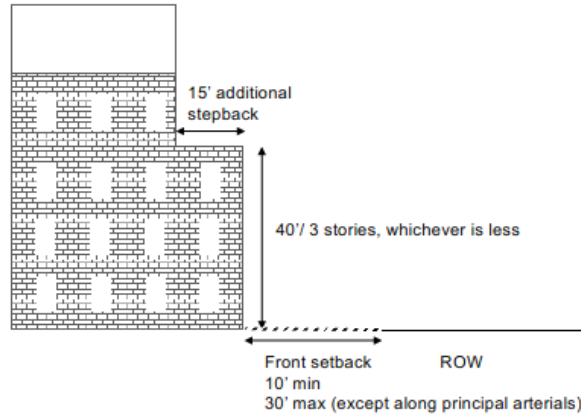 15’ additional
stepback
40’/ 3 stories, whichever is less
Front setback
ROW
10’ min
30’ max (except along principal arterials)